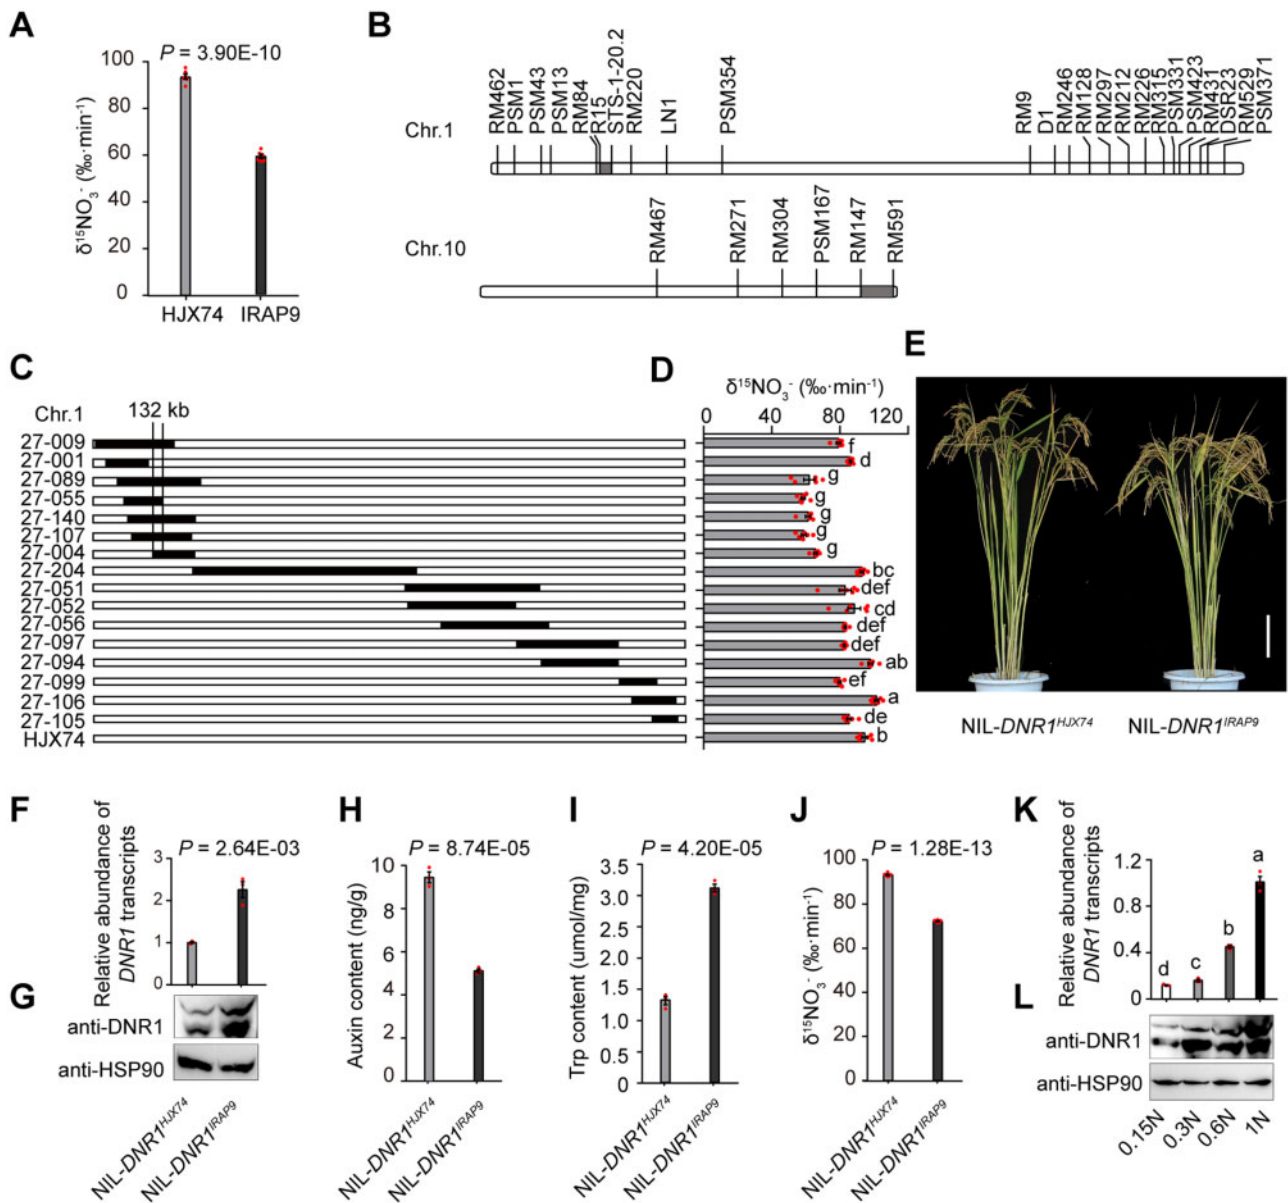 A
P = 3.90E-10
δ¹⁵NO₃⁻ (‰·min⁻¹)
100
80
60
40
20
0
HJX74 IRAP9
B
Chr.1
RM462
PSM1
PSM43
PSM13
RM84
R15
STS-1-20.2
RM220
LN1
PSM354
RM9
D1
RM246
RM128
RM297
RM212
RM226
RM315
PSM331
PSM423
RM431
DSR23
RM529
PSM371
Chr.10
RM467
RM271
RM304
PSM167
RM147
RM591
C
Chr.1 132 kb
27-009
27-001
27-089
27-055
27-140
27-107
27-004
27-204
27-051
27-052
27-056
27-097
27-094
27-099
27-106
27-105
HJX74
D
δ¹⁵NO₃⁻ (‰·min⁻¹)
0 40 80 120
f
d
g
g
g
g
g
bc
def
cd
def
def
ab
ef
a
de
b
E
NIL-DNR1ᴴᴶˣ⁷⁴ NIL-DNR1ᴵᴿᴬᴾ⁹
F
P = 2.64E-03
Relative abundance of
DNR1 transcripts
3
2
1
0
G
anti-DNR1
anti-HSP90
NIL-DNR1ᴴᴶˣ⁷⁴
NIL-DNR1ᴵᴿᴬᴾ⁹
H
P = 8.74E-05
Auxin content (ng/g)
10
8
6
4
2
0
NIL-DNR1ᴴᴶˣ⁷⁴
NIL-DNR1ᴵᴿᴬᴾ⁹
I
P = 4.20E-05
Trp content (umol/mg)
3.5
3.0
2.5
2.0
1.5
1.0
0.5
0
NIL-DNR1ᴴᴶˣ⁷⁴
NIL-DNR1ᴵᴿᴬᴾ⁹
J
P = 1.28E-13
δ¹⁵NO₃⁻ (‰·min⁻¹)
100
80
60
40
20
0
NIL-DNR1ᴴᴶˣ⁷⁴
NIL-DNR1ᴵᴿᴬᴾ⁹
K
Relative abundance of
DNR1 transcripts
1.2
0.8
0.4
0
d c b a
L
anti-DNR1
anti-HSP90
0.15N 0.3N 0.6N 1N